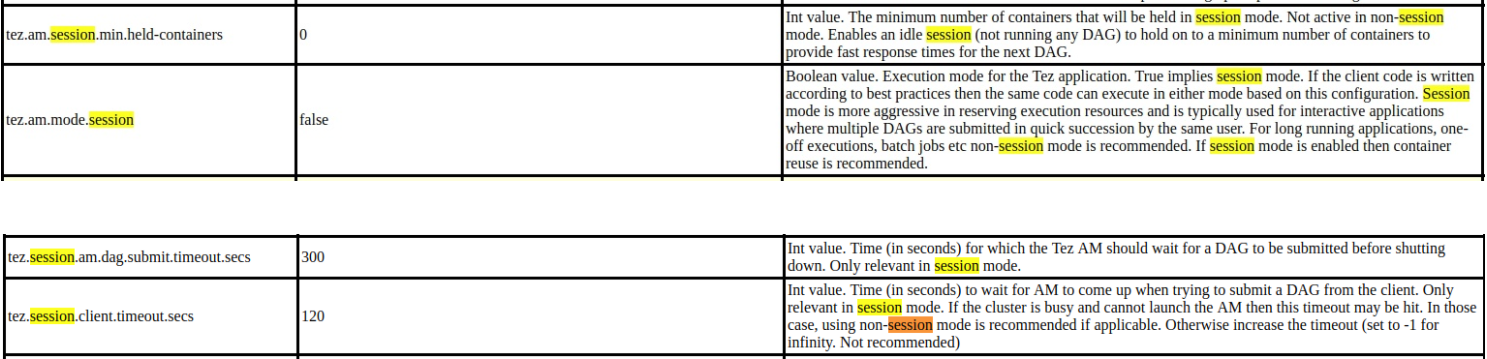 tez.am.session.min.held-containers
0
Int value. The minimum number of containers that will be held in session mode. Not active in non-session
mode. Enables an idle session (not running any DAG) to hold on to a minimum number of containers to
provide fast response times for the next DAG.
tez.am.mode.session
false
Boolean value. Execution mode for the Tez application. True implies session mode. If the client code is written
according to best practices then the same code can execute in either mode based on this configuration. Session
mode is more aggressive in reserving execution resources and is typically used for interactive applications
where multiple DAGs are submitted in quick succession by the same user. For long running applications, one-
off executions, batch jobs etc non-session mode is recommended. If session mode is enabled then container
reuse is recommended.
tez.session.am.dag.submit.timeout.secs
300
Int value. Time (in seconds) for which the Tez AM should wait for a DAG to be submitted before shutting
down. Only relevant in session mode.
tez.session.client.timeout.secs
120
Int value. Time (in seconds) to wait for AM to come up when trying to submit a DAG from the client. Only
relevant in session mode. If the cluster is busy and cannot launch the AM then this timeout may be hit. In those
case, using non-session mode is recommended if applicable. Otherwise increase the timeout (set to -1 for
infinity. Not recommended)